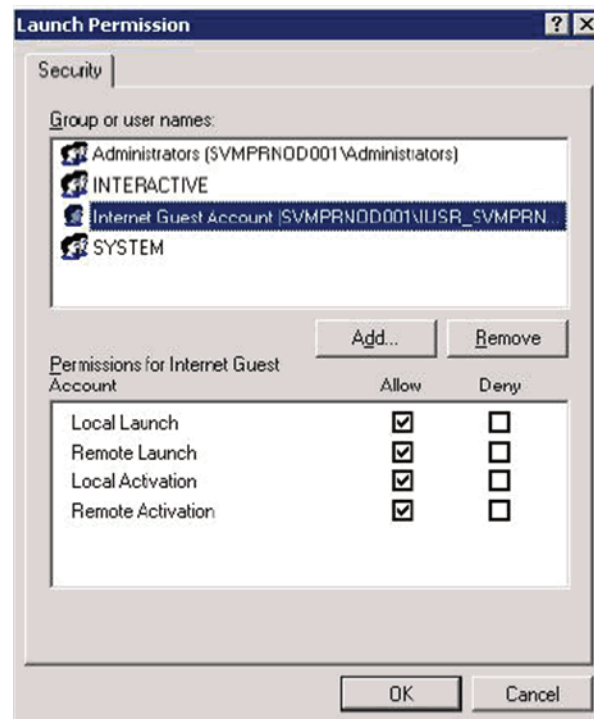 Launch Permission
Security
Group or user names:
Administrators (SVMPRNOD001\Administrators)
INTERACTIVE
Internet Guest Account (SVMPRNOD001\IUSR_SVMPRN...
SYSTEM
Add...
Remove
Permissions for Internet Guest
Account
Allow
Deny
Local Launch
Remote Launch
Local Activation
Remote Activation
OK
Cancel